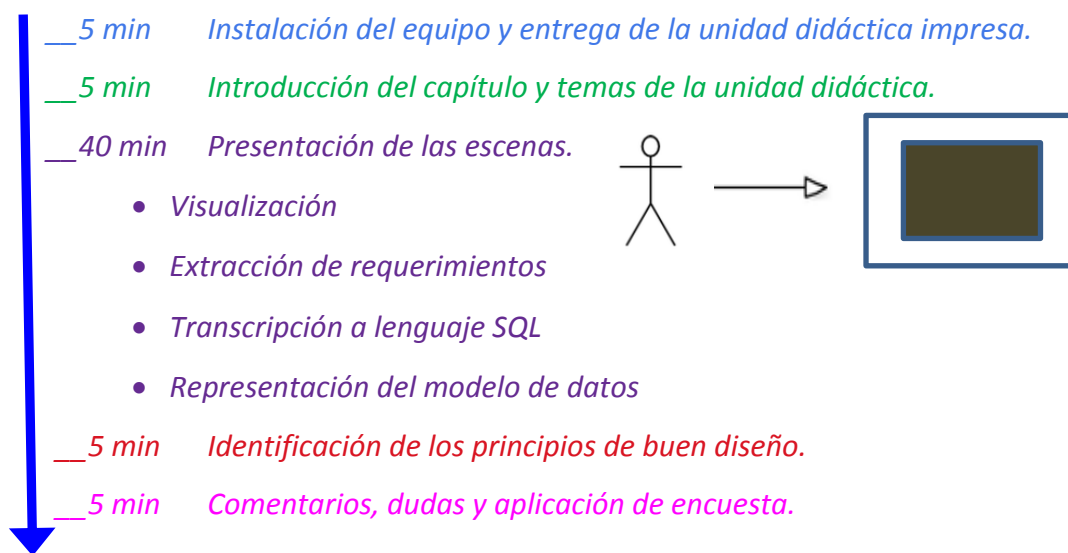 __5 min Instalación del equipo y entrega de la unidad didáctica impresa.
__5 min Introducción del capítulo y temas de la unidad didáctica.
__40 min Presentación de las escenas.
• Visualización
• Extracción de requerimientos
• Transcripción a lenguaje SQL
• Representación del modelo de datos
__5 min Identificación de los principios de buen diseño.
__5 min Comentarios, dudas y aplicación de encuesta.